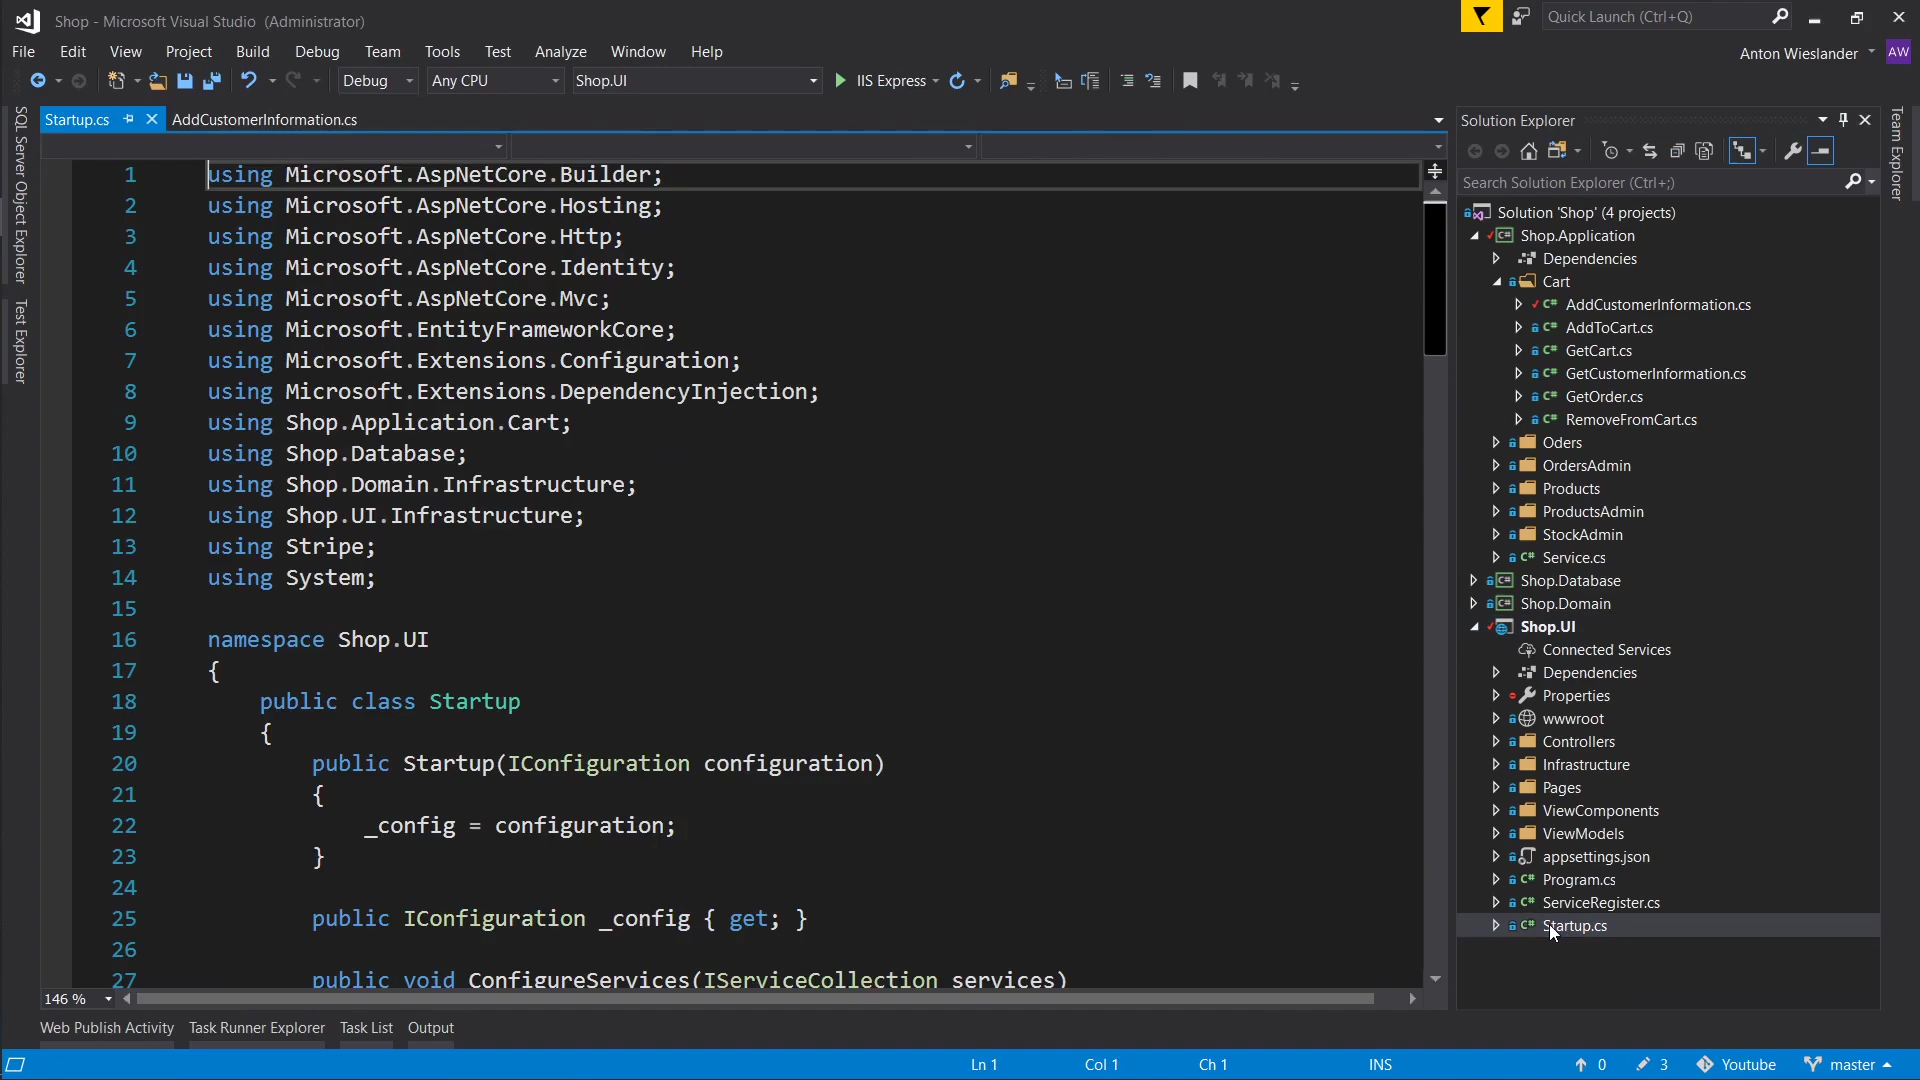 Shop - Microsoft Visual Studio (Administrator)
Quick Launch (Ctrl+Q)
File Edit View Project Build Debug Team Tools Test Analyze Window Help
Anton Wieslander AW
Debug Any CPU Shop.UI IIS Express
SQL Server Object Explorer
Test Explorer
Startup.cs AddCustomerInformation.cs
1 using Microsoft.AspNetCore.Builder;
2 using Microsoft.AspNetCore.Hosting;
3 using Microsoft.AspNetCore.Http;
4 using Microsoft.AspNetCore.Identity;
5 using Microsoft.AspNetCore.Mvc;
6 using Microsoft.EntityFrameworkCore;
7 using Microsoft.Extensions.Configuration;
8 using Microsoft.Extensions.DependencyInjection;
9 using Shop.Application.Cart;
10 using Shop.Database;
11 using Shop.Domain.Infrastructure;
12 using Shop.UI.Infrastructure;
13 using Stripe;
14 using System;
15
16 namespace Shop.UI
17 {
18 public class Startup
19 {
20 public Startup(IConfiguration configuration)
21 {
22 _config = configuration;
23 }
24
25 public IConfiguration _config { get; }
26
27 public void ConfigureServices(IServiceCollection services)
146 %
Solution Explorer
Search Solution Explorer (Ctrl+;)
Solution 'Shop' (4 projects)
Shop.Application
Dependencies
Cart
AddCustomerInformation.cs
AddToCart.cs
GetCart.cs
GetCustomerInformation.cs
GetOrder.cs
RemoveFromCart.cs
Oders
OrdersAdmin
Products
ProductsAdmin
StockAdmin
Service.cs
Shop.Database
Shop.Domain
Shop.UI
Connected Services
Dependencies
Properties
wwwroot
Controllers
Infrastructure
Pages
ViewComponents
ViewModels
appsettings.json
Program.cs
ServiceRegister.cs
Startup.cs
Team Explorer
Web Publish Activity Task Runner Explorer Task List Output
Ln 1 Col 1 Ch 1 INS 0 3 Youtube master